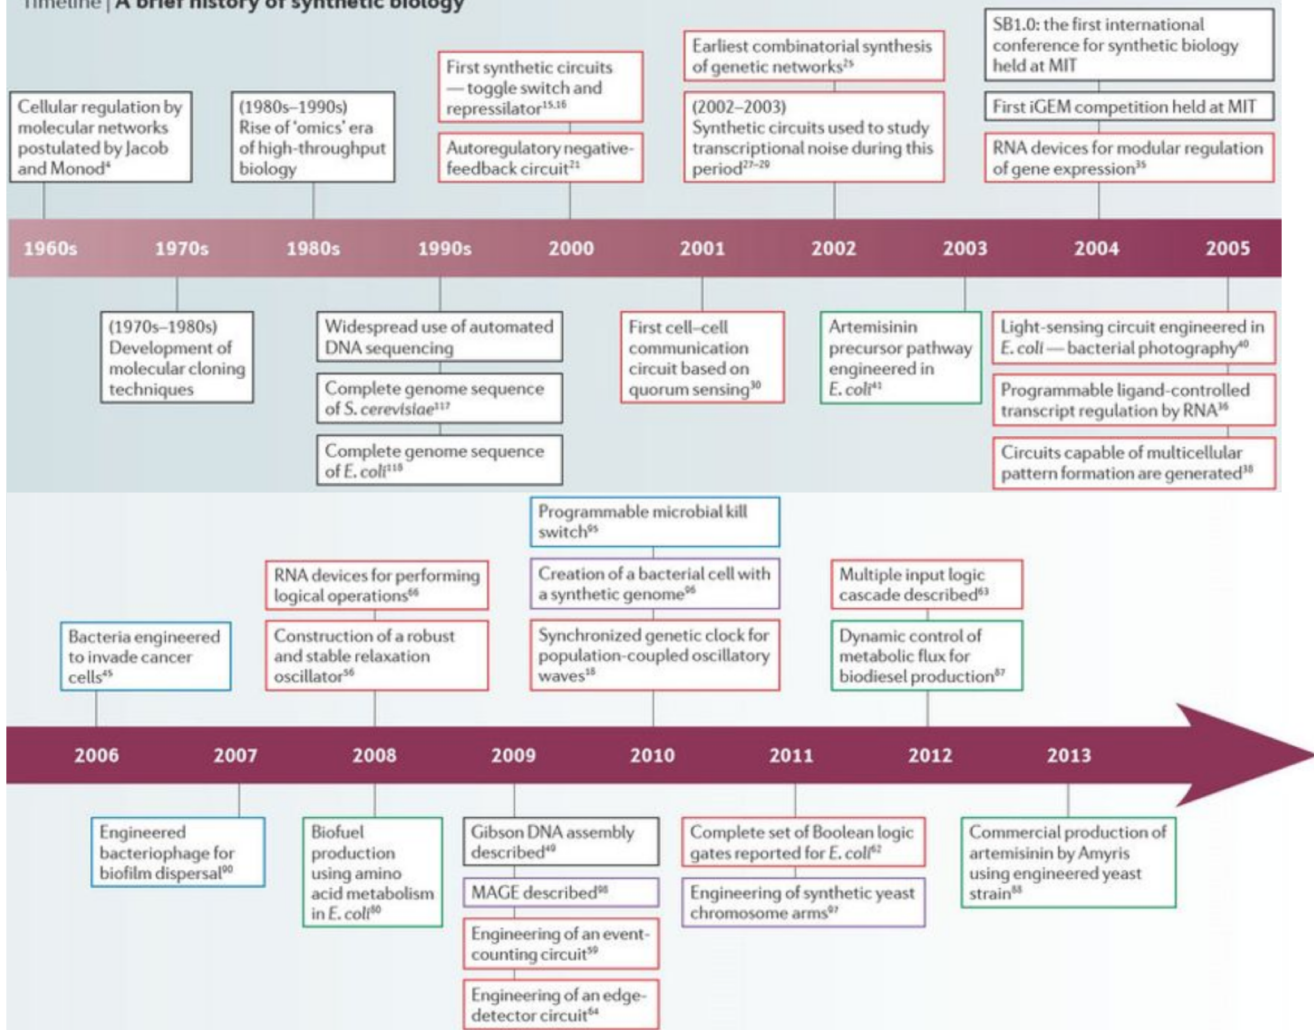 Timeline | A brief history of synthetic biology
Cellular regulation by
molecular networks
postulated by Jacob
and Monod⁴
(1980s–1990s)
Rise of ‘omics’ era
of high-throughput
biology
First synthetic circuits
— toggle switch and
repressilator¹⁵,¹⁶
Autoregulatory negative-
feedback circuit²¹
Earliest combinatorial synthesis
of genetic networks²⁵
(2002–2003)
Synthetic circuits used to study
transcriptional noise during this
period²⁷⁻²⁹
SB1.0: the first international
conference for synthetic biology
held at MIT
First iGEM competition held at MIT
RNA devices for modular regulation
of gene expression³⁵
1960s 1970s 1980s 1990s 2000 2001 2002 2003 2004 2005
(1970s–1980s)
Development of
molecular cloning
techniques
Widespread use of automated
DNA sequencing
Complete genome sequence
of S. cerevisiae¹¹⁷
Complete genome sequence
of E. coli¹¹⁸
First cell–cell
communication
circuit based on
quorum sensing³⁰
Artemisinin
precursor pathway
engineered in
E. coli⁴¹
Light-sensing circuit engineered in
E. coli — bacterial photography⁴⁰
Programmable ligand-controlled
transcript regulation by RNA³⁶
Circuits capable of multicellular
pattern formation are generated³⁸
Bacteria engineered
to invade cancer
cells⁴⁵
RNA devices for performing
logical operations⁶⁶
Construction of a robust
and stable relaxation
oscillator⁵⁶
Programmable microbial kill
switch⁹⁵
Creation of a bacterial cell with
a synthetic genome⁹⁶
Synchronized genetic clock for
population-coupled oscillatory
waves¹⁸
Multiple input logic
cascade described⁶³
Dynamic control of
metabolic flux for
biodiesel production⁸⁷
2006 2007 2008 2009 2010 2011 2012 2013
Engineered
bacteriophage for
biofilm dispersal⁹⁰
Biofuel
production
using amino
acid metabolism
in E. coli⁸⁰
Gibson DNA assembly
described⁴⁹
MAGE described⁹⁸
Engineering of an event-
counting circuit⁵⁹
Engineering of an edge-
detector circuit⁶⁴
Complete set of Boolean logic
gates reported for E. coli⁶²
Engineering of synthetic yeast
chromosome arms⁹⁷
Commercial production of
artemisinin by Amyris
using engineered yeast
strain⁸⁸